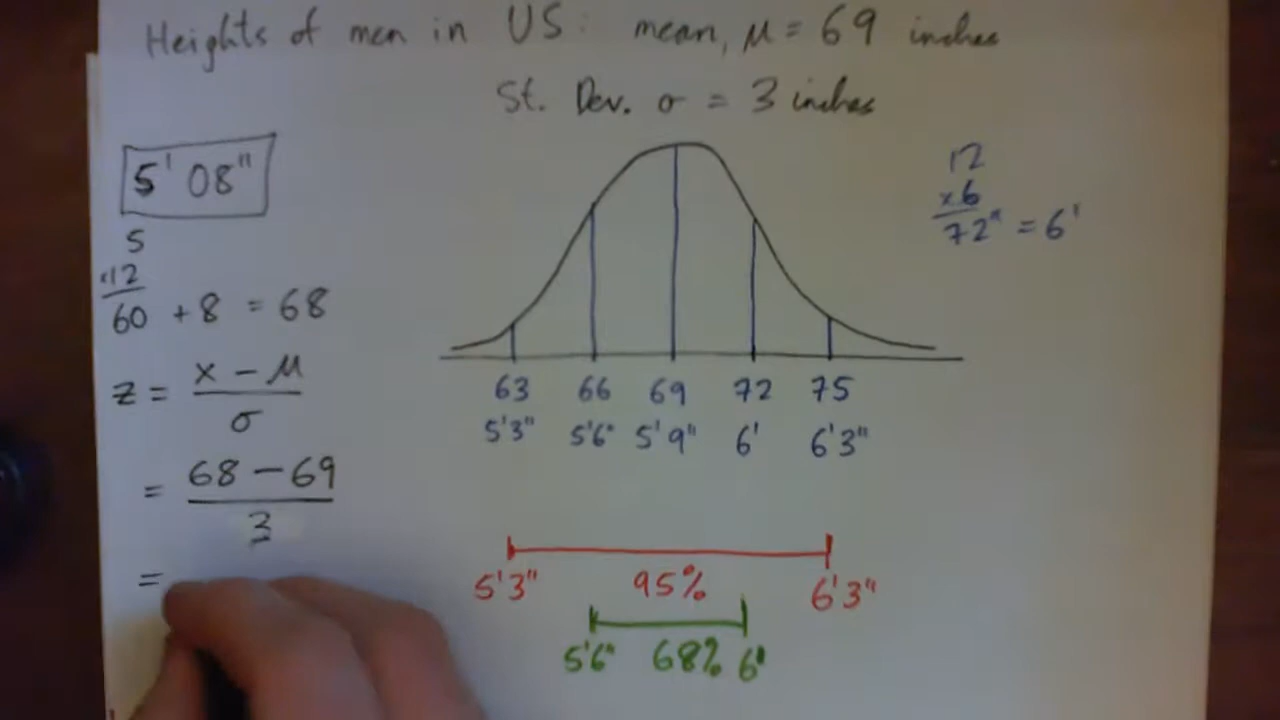 Heights of men in US: mean, μ = 69 inches
St. Dev. σ = 3 inches
5' 08"
5
×12
60 + 8 = 68
z = x − μ / σ
= 68 − 69 / 3
=
12
×6
72" = 6'
63 66 69 72 75
5'3" 5'6" 5'9" 6' 6'3"
5'3" 95% 6'3"
5'6" 68% 6'